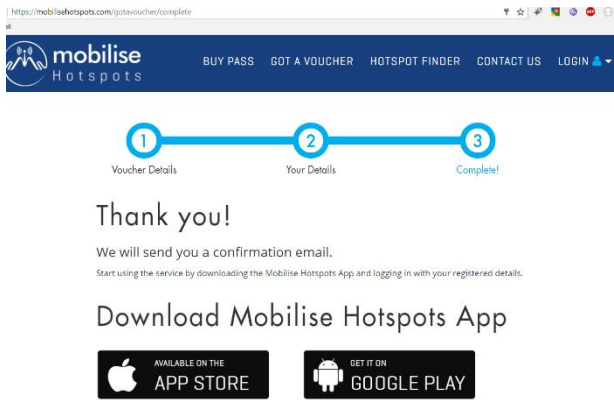 https://mobilisehotspots.com/gotavoucher/complete
mobilise
Hotspots
BUY PASS GOT A VOUCHER HOTSPOT FINDER CONTACT US LOGIN
1 2 3
Voucher Details Your Details Complete!
Thank you!
We will send you a confirmation email.
Start using the service by downloading the Mobilise Hotspots App and logging in with your registered details.
Download Mobilise Hotspots App
AVAILABLE ON THE
APP STORE
GET IT ON
GOOGLE PLAY